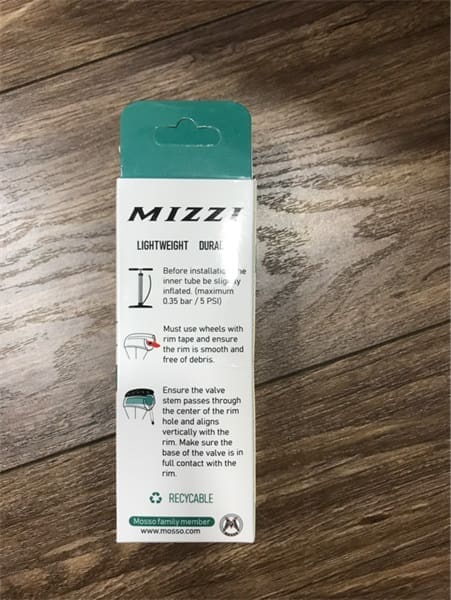 MIZZI
LIGHTWEIGHT
Before installation the
inner tube be slightly
inflated. (maximum
0.35 bar / 5 PSI)
Must use wheels with
rim tape and ensure
the rim is smooth and
free of debris.
Ensure the valve
stem passes through
the center of the rim
hole and aligns
vertically with the
rim. Make sure the
base of the valve is in
full contact with the
rim.
RECYCABLE
Mosso family member
www.mosso.com